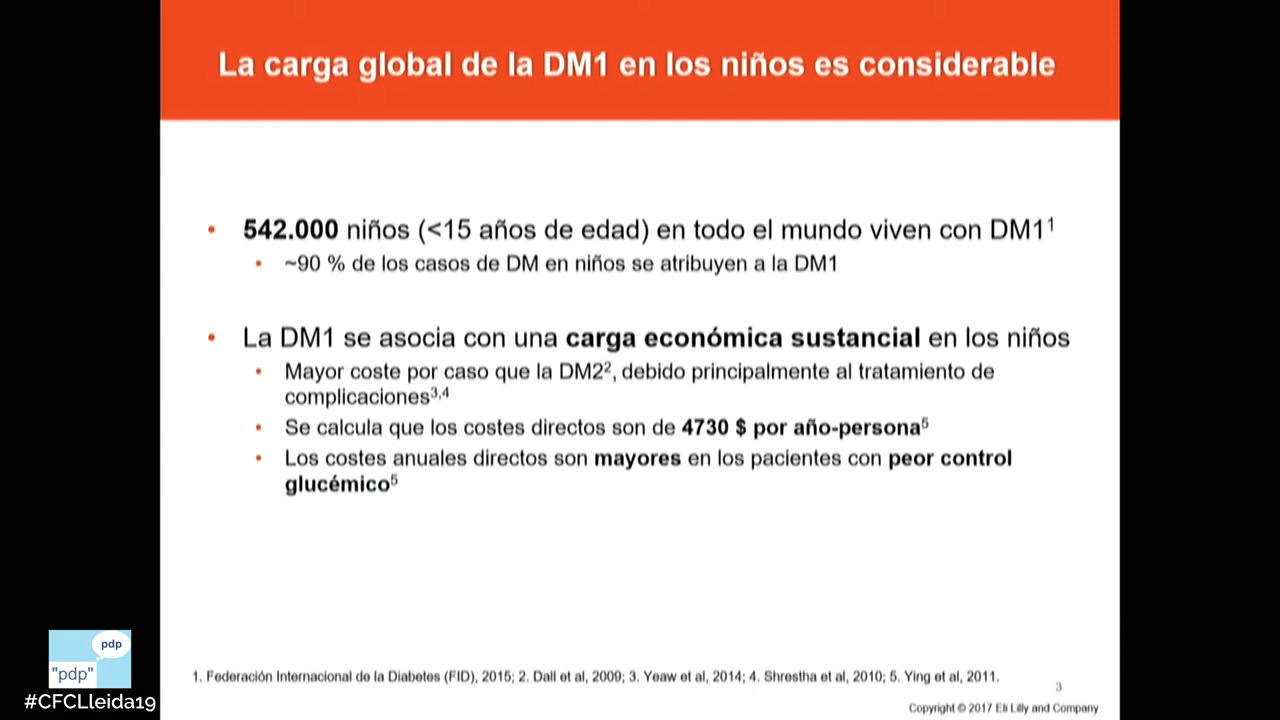 La carga global de la DM1 en los niños es considerable
• 542.000 niños (<15 años de edad) en todo el mundo viven con DM1¹
• ~90 % de los casos de DM en niños se atribuyen a la DM1
• La DM1 se asocia con una carga económica sustancial en los niños
• Mayor coste por caso que la DM2², debido principalmente al tratamiento de
complicaciones³,⁴
• Se calcula que los costes directos son de 4730 $ por año-persona⁵
• Los costes anuales directos son mayores en los pacientes con peor control
glucémico⁵
1. Federación Internacional de la Diabetes (FID), 2015; 2. Dall et al, 2009; 3. Yeaw et al, 2014; 4. Shrestha et al, 2010; 5. Ying et al, 2011.
3
Copyright © 2017 Eli Lilly and Company
pdp
"pdp"
#CFCLleida19